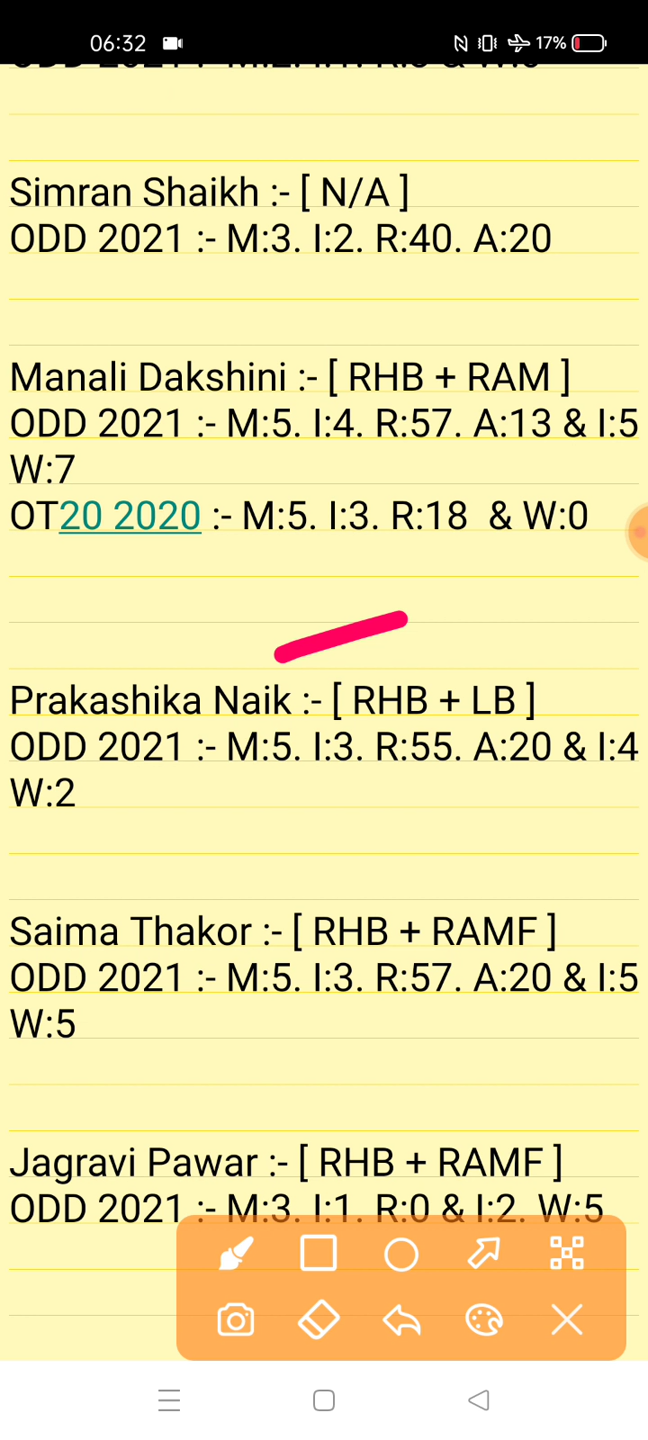 06:32
17%
Simran Shaikh :- [ N/A ]
ODD 2021 :- M:3. I:2. R:40. A:20
Manali Dakshini :- [ RHB + RAM ]
ODD 2021 :- M:5. I:4. R:57. A:13 & I:5
W:7
OT20 2020 :- M:5. I:3. R:18 & W:0
Prakashika Naik :- [ RHB + LB ]
ODD 2021 :- M:5. I:3. R:55. A:20 & I:4
W:2
Saima Thakor :- [ RHB + RAMF ]
ODD 2021 :- M:5. I:3. R:57. A:20 & I:5
W:5
Jagravi Pawar :- [ RHB + RAMF ]
ODD 2021 :- M:3. I:1. R:0 & I:2. W:5